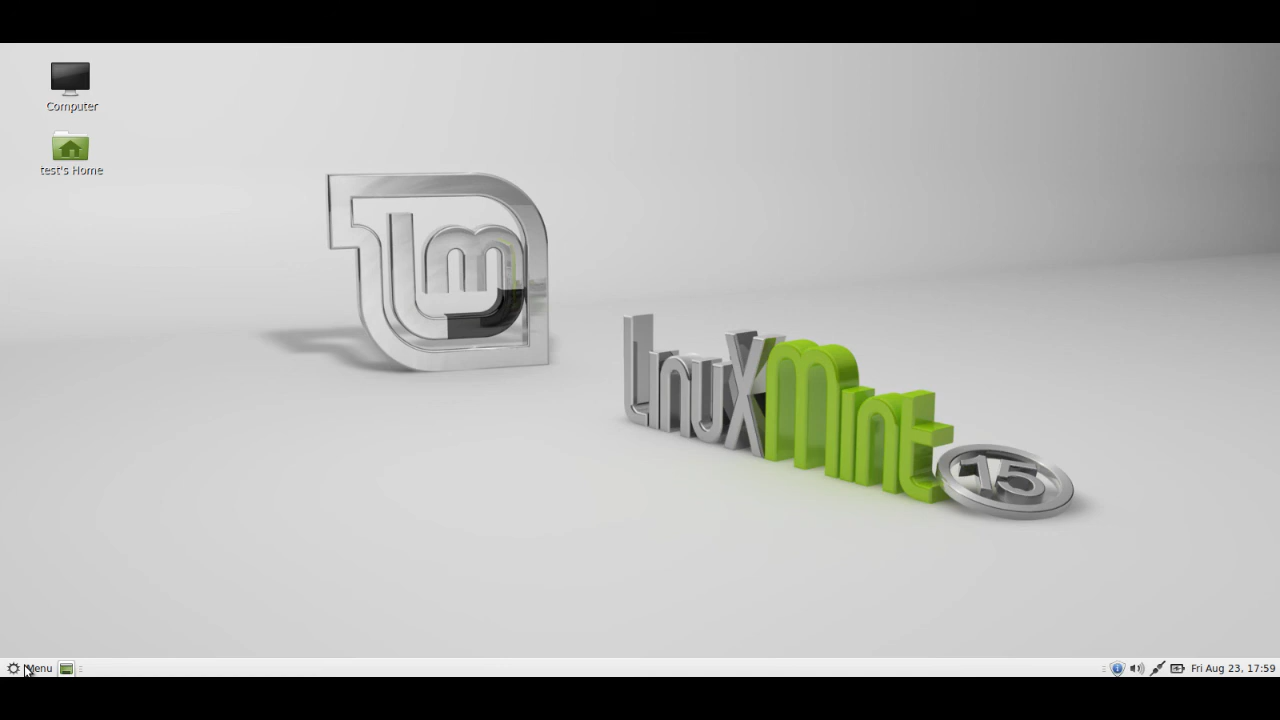 Computer
test's Home
lm
LinuxMint
15
Menu
Fri Aug 23, 17:59